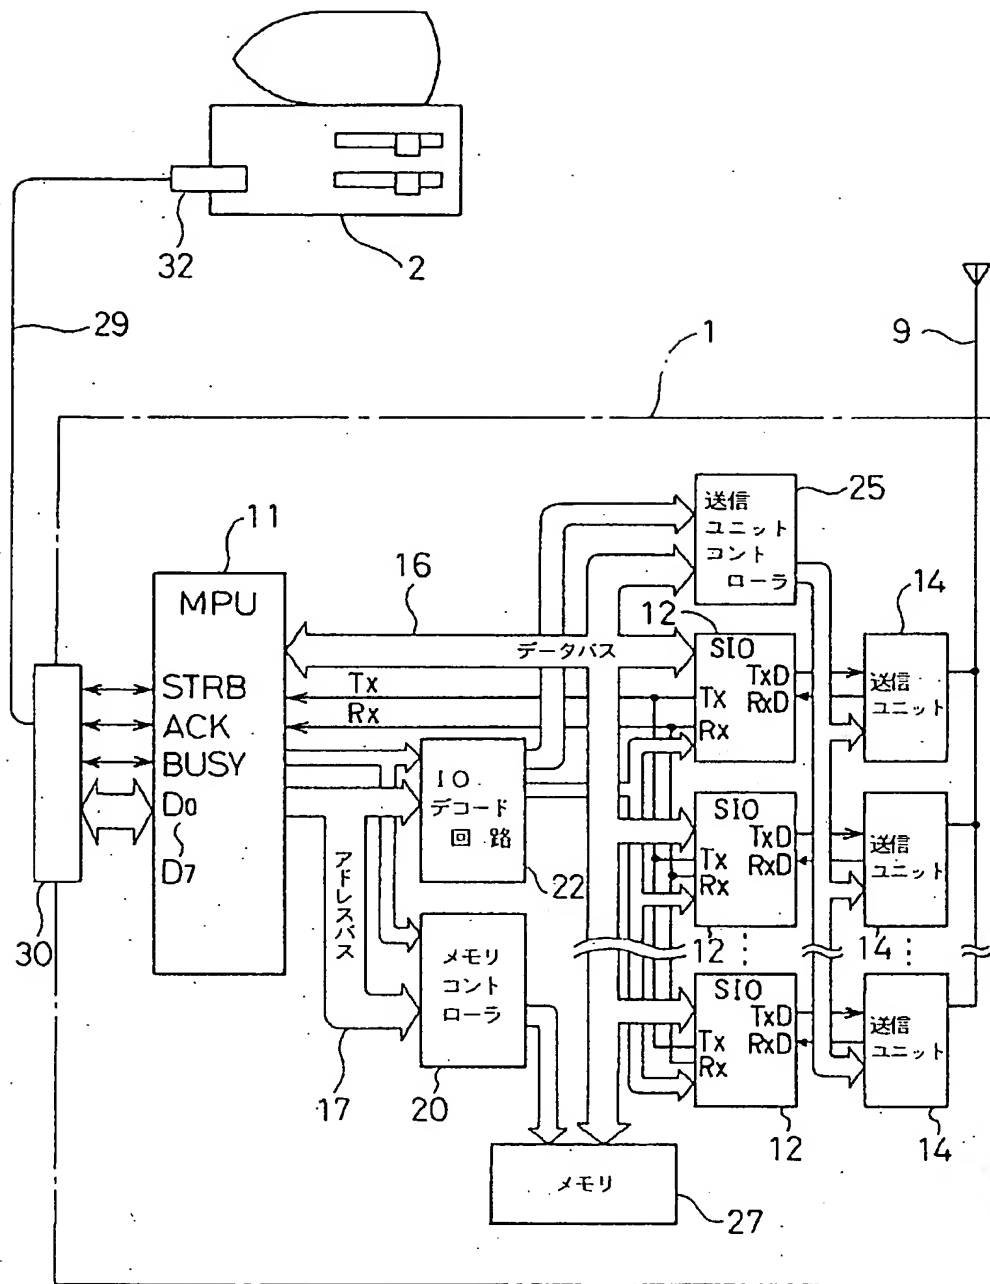 32
2
29
1
9
11
16
25
送信
ユニット
コント
ローラ
14
MPU
データバス
12
SIO
TxD
RxD
Tx
Rx
送信
ユニット
STRB
ACK
BUSY
D0
D7
Tx
Rx
IO
デコード
回路
22
SIO
TxD
RxD
Tx
Rx
12
送信
ユニット
14
30
アドレスバス
17
メモリ
コント
ローラ
20
SIO
TxD
RxD
Tx
Rx
12
送信
ユニット
14
メモリ
27